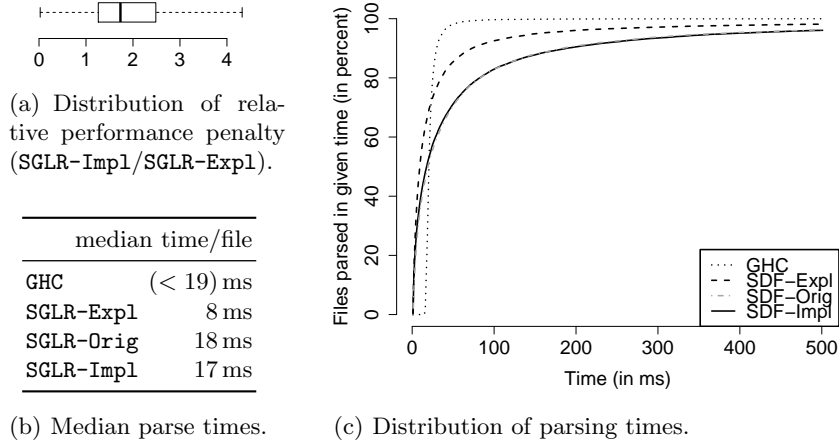 0 1 2 3 4
(a) Distribution of rela-
tive performance penalty
(SGLR-Impl/SGLR-Expl).
median time/file
GHC (< 19) ms
SGLR-Expl 8 ms
SGLR-Orig 18 ms
SGLR-Impl 17 ms
(b) Median parse times.
Files parsed in given time (in percent)
100
80
60
40
20
0
GHC
SDF−Expl
SDF−Orig
SDF−Impl
0 100 200 300 400 500
Time (in ms)
(c) Distribution of parsing times.